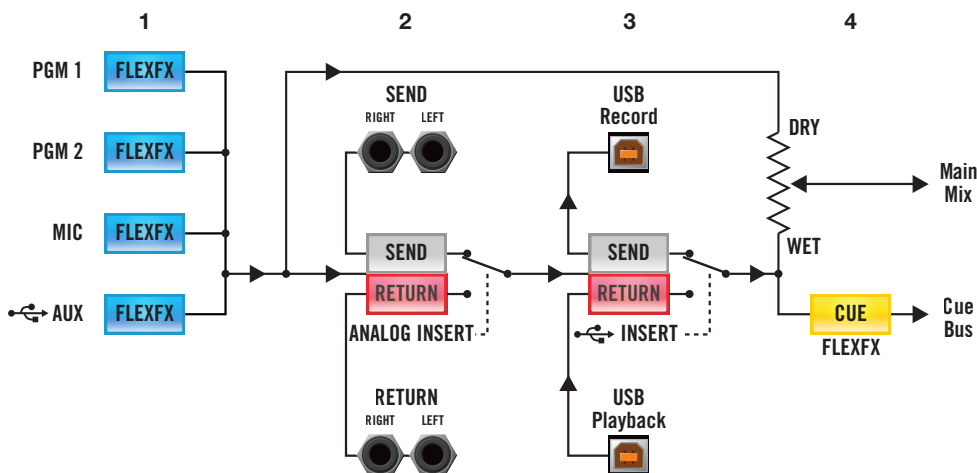 1
2
3
4
PGM 1
FLEXFX
PGM 2
FLEXFX
MIC
FLEXFX
AUX
FLEXFX
SEND
RIGHT LEFT
SEND
RETURN
ANALOG INSERT
RETURN
RIGHT LEFT
USB
Record
SEND
RETURN
INSERT
USB
Playback
DRY
WET
Main
Mix
CUE
FLEXFX
Cue
Bus